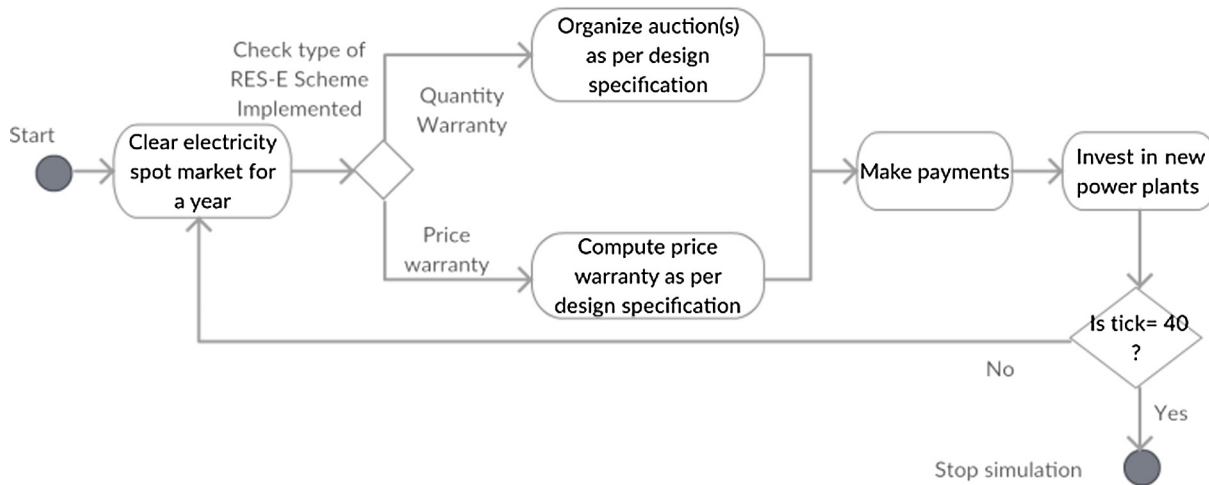 Start
Clear electricity
spot market for
a year
Check type of
RES-E Scheme
Implemented
Quantity
Warranty
Organize auction(s)
as per design
specification
Price
warranty
Compute price
warranty as per
design specification
Make payments
Invest in new
power plants
Is tick= 40
?
No
Yes
Stop simulation